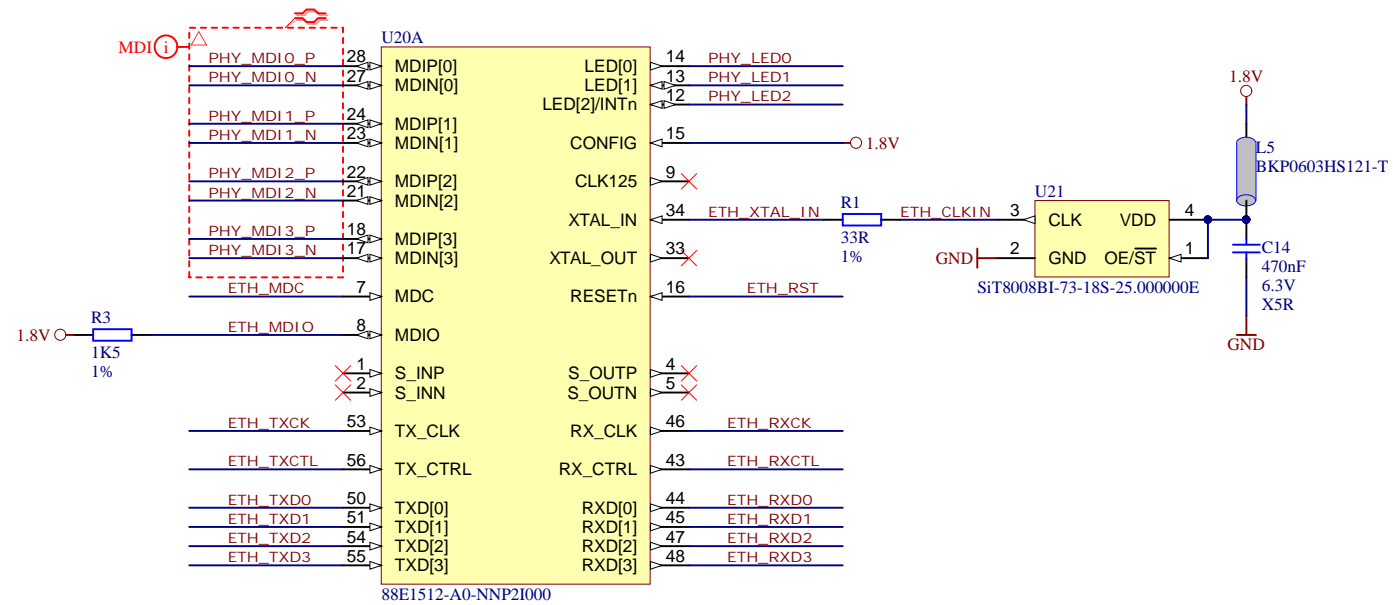 MDI i
U20A
PHY_MDI0_P 28 MDIP[0] LED[0] 14 PHY_LED0
PHY_MDI0_N 27 MDIN[0] LED[1] 13 PHY_LED1
LED[2]/INTn 12 PHY_LED2
PHY_MDI1_P 24 MDIP[1]
PHY_MDI1_N 23 MDIN[1] CONFIG 15 1.8V
PHY_MDI2_P 22 MDIP[2] CLK125 9
PHY_MDI2_N 21 MDIN[2]
XTAL_IN 34 ETH_XTAL_IN R1 ETH_CLKIN
33R
1%
PHY_MDI3_P 18 MDIP[3]
PHY_MDI3_N 17 MDIN[3] XTAL_OUT 33
ETH_MDC 7 MDC RESETn 16 ETH_RST
1.8V R3 ETH_MDIO 8 MDIO
1K5
1%
1 S_INP S_OUTP 4
2 S_INN S_OUTN 5
ETH_TXCK 53 TX_CLK RX_CLK 46 ETH_RXCK
ETH_TXCTL 56 TX_CTRL RX_CTRL 43 ETH_RXCTL
ETH_TXD0 50 TXD[0] RXD[0] 44 ETH_RXD0
ETH_TXD1 51 TXD[1] RXD[1] 45 ETH_RXD1
ETH_TXD2 54 TXD[2] RXD[2] 47 ETH_RXD2
ETH_TXD3 55 TXD[3] RXD[3] 48 ETH_RXD3
88E1512-A0-NNP2I000
U21
3 CLK VDD 4
GND 2 GND OE/ST 1
SiT8008BI-73-18S-25.000000E
1.8V
L5
BKP0603HS121-T
C14
470nF
6.3V
X5R
GND